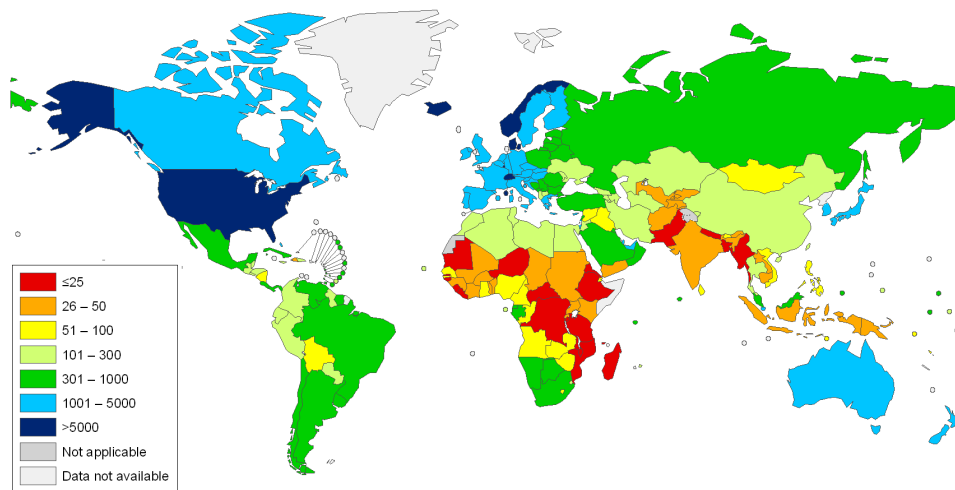 ≤25
26 – 50
51 – 100
101 – 300
301 – 1000
1001 – 5000
>5000
Not applicable
Data not available